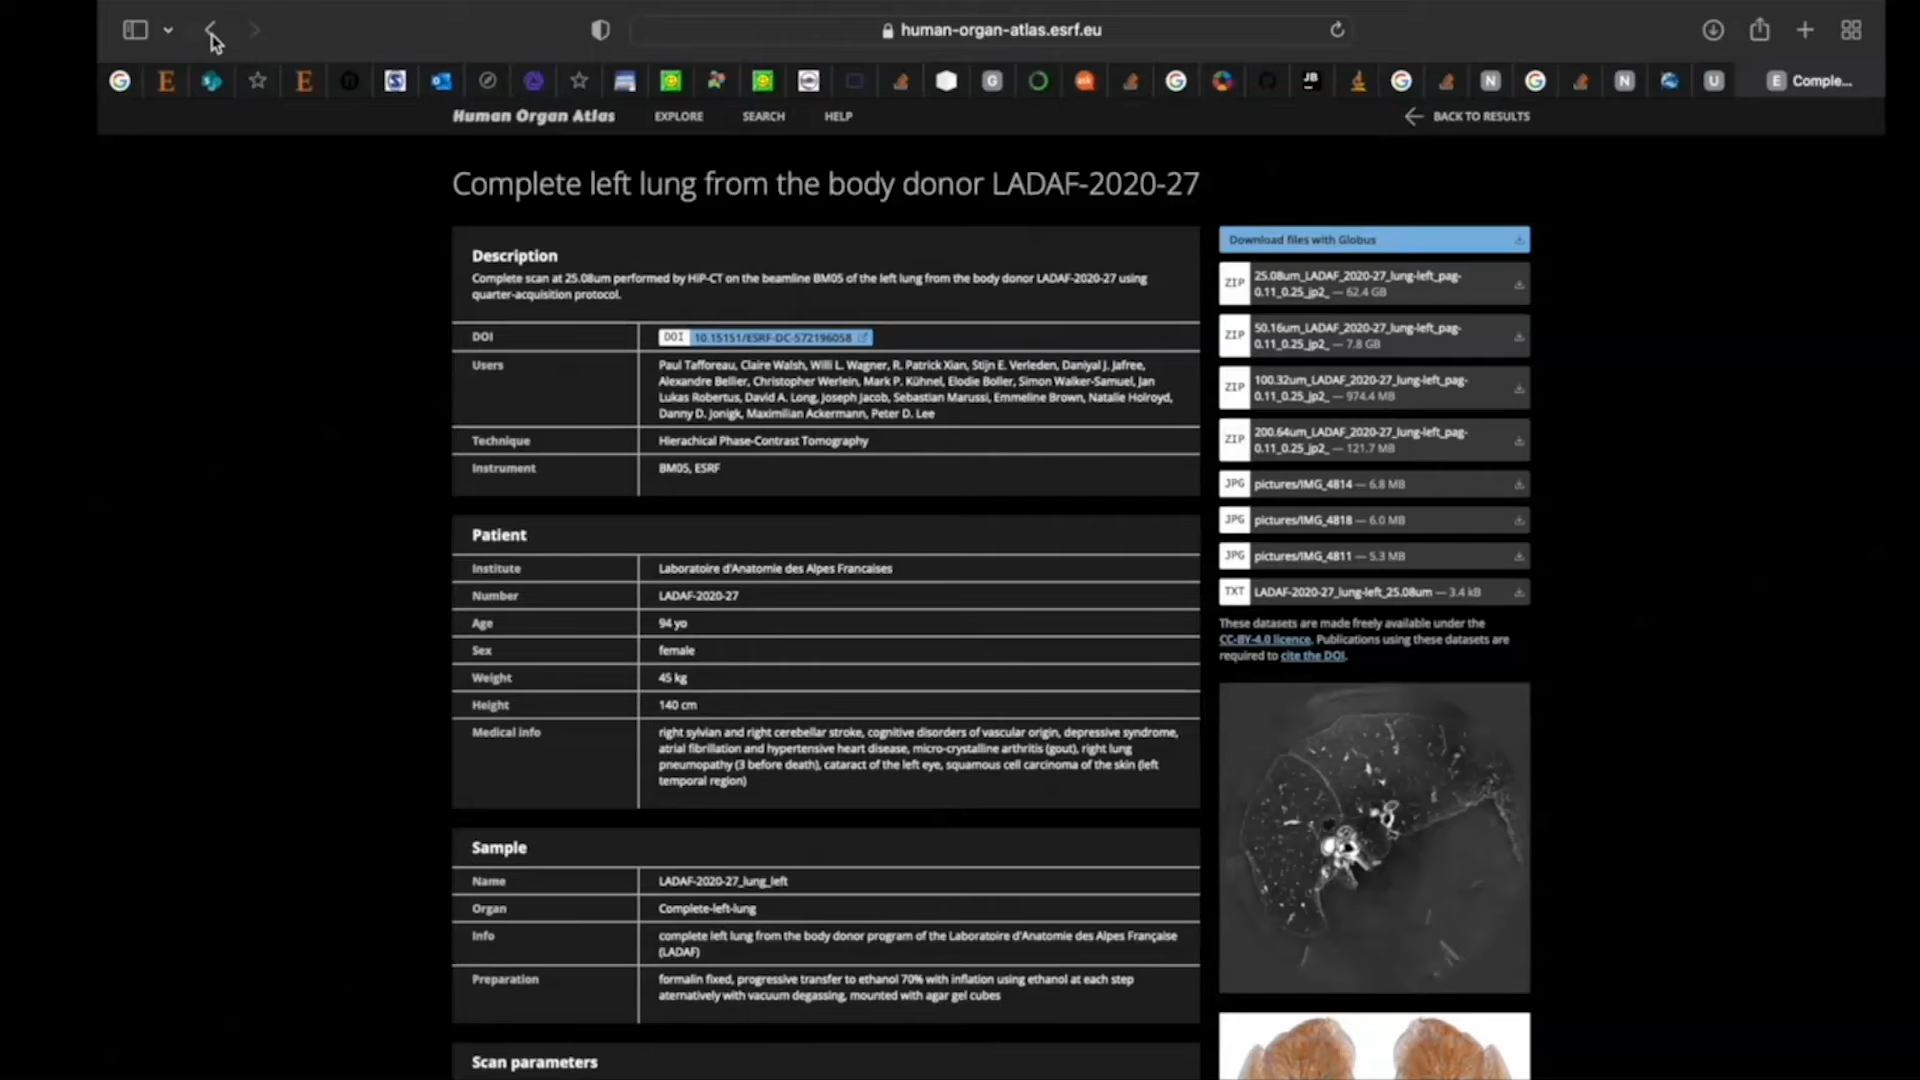 human-organ-atlas.esrf.eu
Comple...
Human Organ Atlas
EXPLORE
SEARCH
HELP
BACK TO RESULTS
Complete left lung from the body donor LADAF-2020-27
Description
Complete scan at 25.08um performed by HiP-CT on the beamline BM05 of the left lung from the body donor LADAF-2020-27 using
quarter-acquisition protocol.
DOI
DOI 10.15151/ESRF-DC-572196058
Users
Paul Tafforeau, Claire Walsh, Willi L. Wagner, R. Patrick Xian, Stijn E. Verleden, Daniyal J. Jafree,
Alexandre Bellier, Christopher Werlein, Mark P. Kühnel, Elodie Boller, Simon Walker-Samuel, Jan
Lukas Robertus, David A. Long, Joseph Jacob, Sebastian Marussi, Emmeline Brown, Natalie Holroyd,
Danny D. Jonigk, Maximilian Ackermann, Peter D. Lee
Technique
Hierachical Phase-Contrast Tomography
Instrument
BM05, ESRF
Patient
Institute
Laboratoire d'Anatomie des Alpes Francaises
Number
LADAF-2020-27
Age
94 yo
Sex
female
Weight
45 kg
Height
140 cm
Medical info
right sylvian and right cerebellar stroke, cognitive disorders of vascular origin, depressive syndrome,
atrial fibrillation and hypertensive heart disease, micro-crystalline arthritis (gout), right lung
pneumopathy (3 before death), cataract of the left eye, squamous cell carcinoma of the skin (left
temporal region)
Sample
Name
LADAF-2020-27_lung_left
Organ
Complete-left-lung
Info
complete left lung from the body donor program of the Laboratoire d'Anatomie des Alpes Française
(LADAF)
Preparation
formalin fixed, progressive transfer to ethanol 70% with inflation using ethanol at each step
aternatively with vacuum degassing, mounted with agar gel cubes
Scan parameters
Download files with Globus
ZIP
25.08um_LADAF_2020-27_lung-left_pag-
0.11_0.25_jp2_ — 62.4 GB
ZIP
50.16um_LADAF_2020-27_lung-left_pag-
0.11_0.25_jp2_ — 7.8 GB
ZIP
100.32um_LADAF_2020-27_lung-left_pag-
0.11_0.25_jp2_ — 974.4 MB
ZIP
200.64um_LADAF_2020-27_lung-left_pag-
0.11_0.25_jp2_ — 121.7 MB
JPG pictures/IMG_4814 — 6.8 MB
JPG pictures/IMG_4818 — 6.0 MB
JPG pictures/IMG_4811 — 5.3 MB
TXT LADAF-2020-27_lung-left_25.08um — 3.4 kB
These datasets are made freely available under the
CC-BY-4.0 licence. Publications using these datasets are
required to cite the DOI.